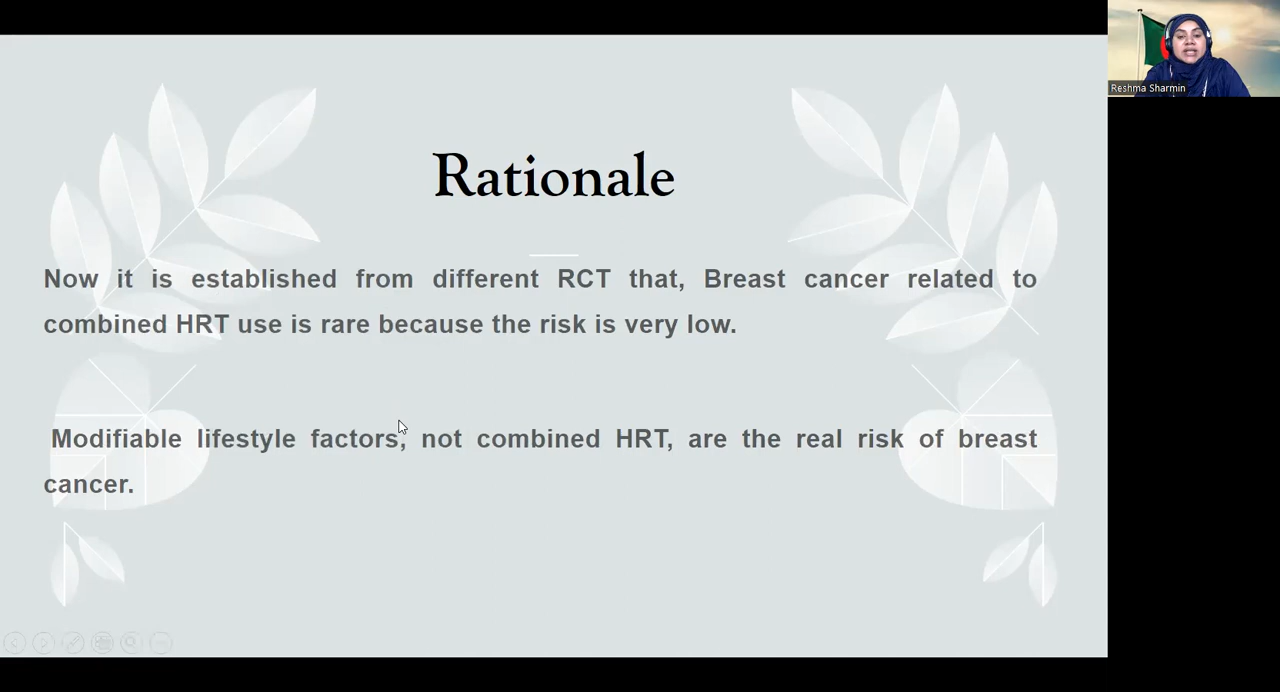 Rationale
Now it is established from different RCT that, Breast cancer related to
combined HRT use is rare because the risk is very low.
Modifiable lifestyle factors, not combined HRT, are the real risk of breast
cancer.
Reshma Sharmin